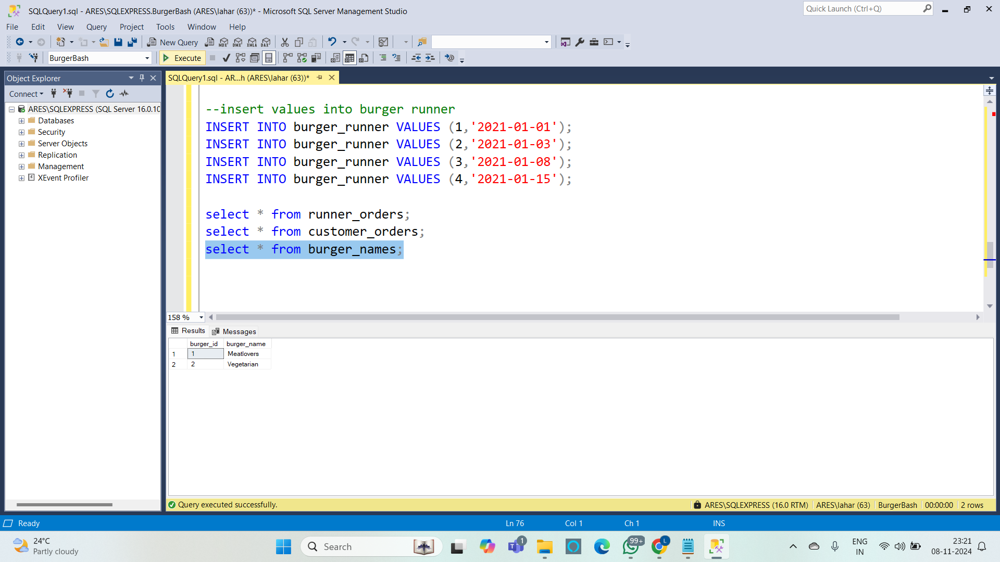 SQLQuery1.sql - ARES\SQLEXPRESS.BurgerBash (ARES\lahar (63))* - Microsoft SQL Server Management Studio
Quick Launch (Ctrl+Q)
File Edit View Query Project Tools Window Help
New Query
MDX DMX XMLA DAX
BurgerBash
Execute
Object Explorer
SQLQuery1.sql - AR...h (ARES\lahar (63))*
Connect
ARES\SQLEXPRESS (SQL Server 16.0.10
Databases
Security
Server Objects
Replication
Management
XEvent Profiler
--insert values into burger runner
INSERT INTO burger_runner VALUES (1,'2021-01-01');
INSERT INTO burger_runner VALUES (2,'2021-01-03');
INSERT INTO burger_runner VALUES (3,'2021-01-08');
INSERT INTO burger_runner VALUES (4,'2021-01-15');
select * from runner_orders;
select * from customer_orders;
select * from burger_names;
158 %
Results Messages
burger_id burger_name
1 1 Meatlovers
2 2 Vegetarian
Query executed successfully.
ARES\SQLEXPRESS (16.0 RTM) ARES\lahar (63) BurgerBash 00:00:00 2 rows
Ready
Ln 76 Col 1 Ch 1 INS
24°C
Partly cloudy
Search
1
99+
L
ENG
IN
23:21
08-11-2024